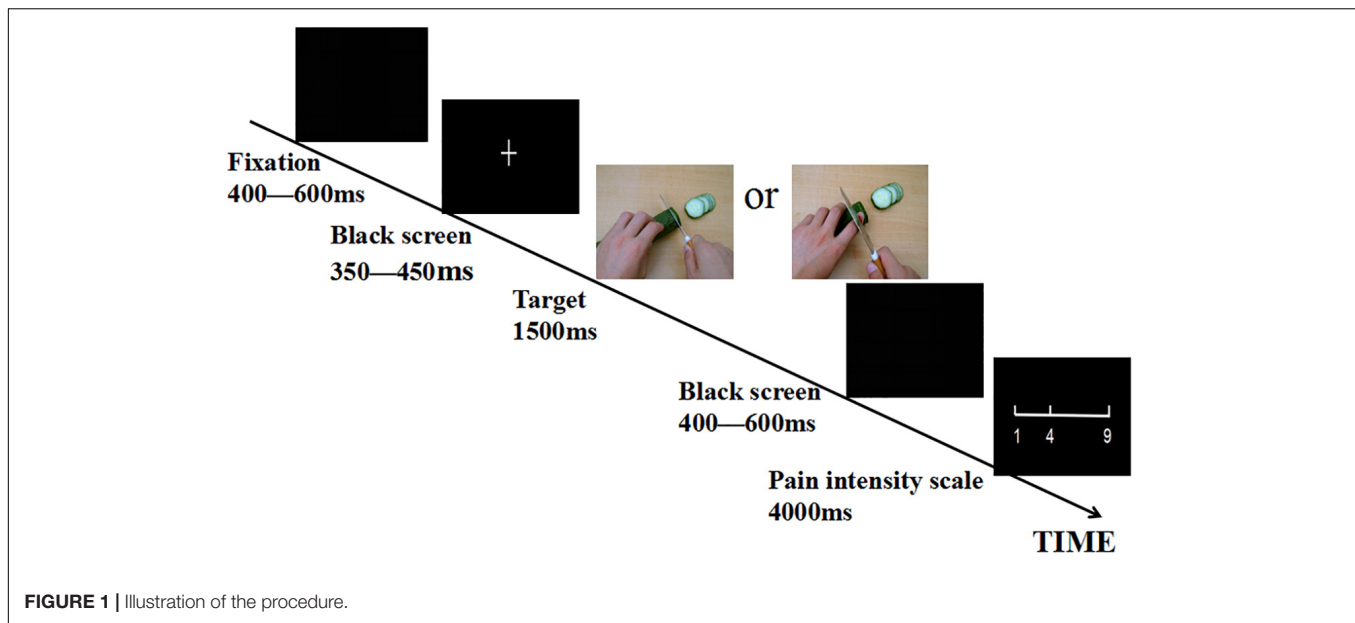 Fixation
400—600ms
Black screen
350—450ms
or
Target
1500ms
Black screen
400—600ms
1 4 9
Pain intensity scale
4000ms
TIME
FIGURE 1 | Illustration of the procedure.